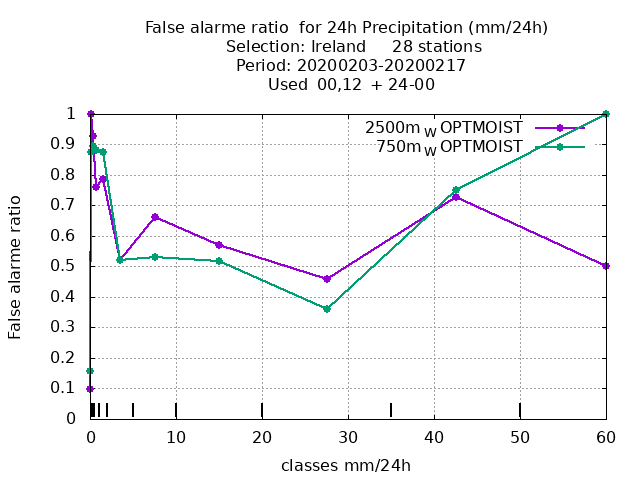 False alarme ratio  for 24h Precipitation (mm/24h)
Selection: Ireland     28 stations
Period: 20200203-20200217
Used  00,12  + 24-00
2500m W OPTMOIST
750m W OPTMOIST
False alarme ratio
1
0.9
0.8
0.7
0.6
0.5
0.4
0.3
0.2
0.1
0
0 10 20 30 40 50 60
classes mm/24h